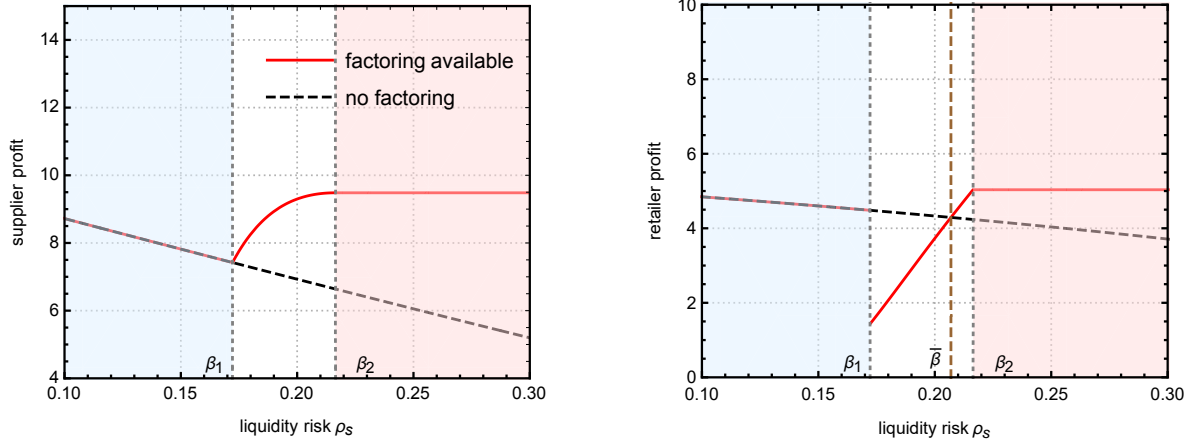 14
12
10
8
6
4
supplier profit
factoring available
no factoring
β1
β2
0.10
0.15
0.20
0.25
0.30
liquidity risk ρs
10
8
6
4
2
0
retailer profit
β1
β̅
β2
0.10
0.15
0.20
0.25
0.30
liquidity risk ρs